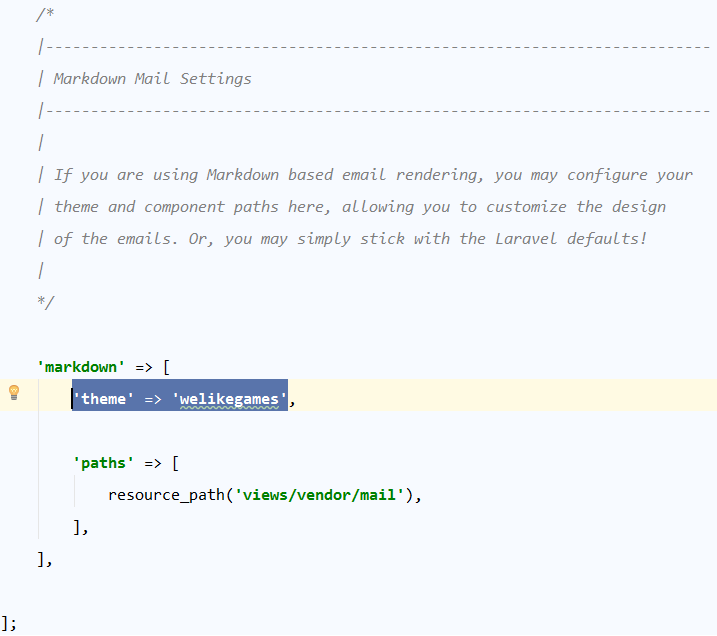 /*
|--------------------------------------------------------------------------
| Markdown Mail Settings
|--------------------------------------------------------------------------
|
| If you are using Markdown based email rendering, you may configure your
| theme and component paths here, allowing you to customize the design
| of the emails. Or, you may simply stick with the Laravel defaults!
|
*/
'markdown' => [
'theme' => 'welikegames',
'paths' => [
resource_path('views/vendor/mail'),
],
],
];